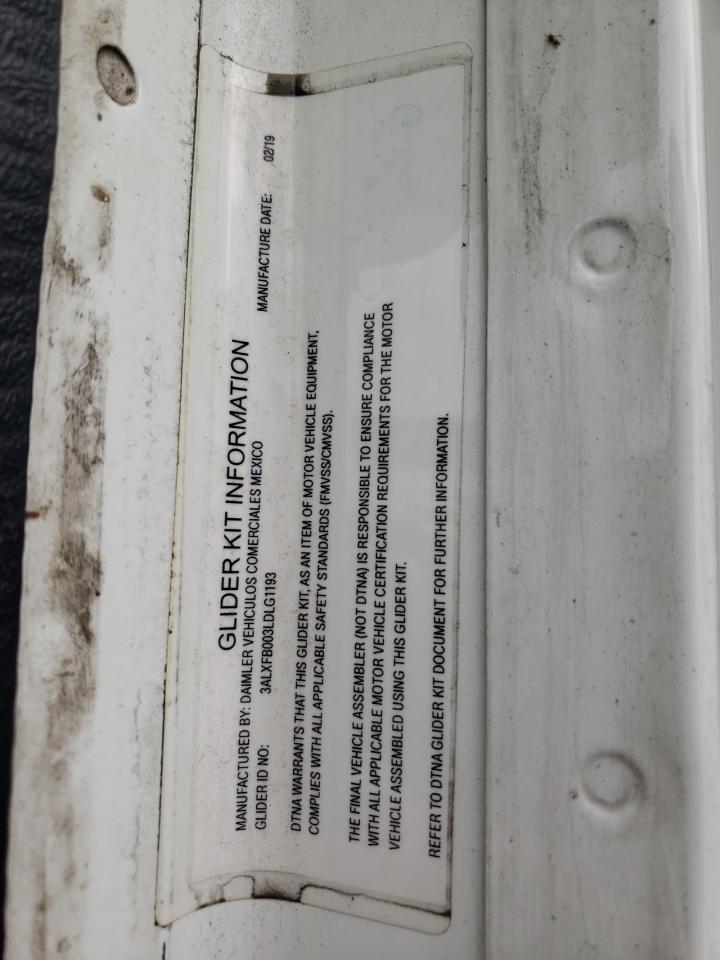 GLIDER KIT INFORMATION
MANUFACTURED BY: DAIMLER VEHICULOS COMERCIALES MEXICO
GLIDER ID NO: 3ALXFB003LDLG1193 MANUFACTURE DATE: 02/19
DTNA WARRANTS THAT THIS GLIDER KIT, AS AN ITEM OF MOTOR VEHICLE EQUIPMENT,
COMPLIES WITH ALL APPLICABLE SAFETY STANDARDS (FMVSS/CMVSS).
THE FINAL VEHICLE ASSEMBLER (NOT DTNA) IS RESPONSIBLE TO ENSURE COMPLIANCE
WITH ALL APPLICABLE MOTOR VEHICLE CERTIFICATION REQUIREMENTS FOR THE MOTOR
VEHICLE ASSEMBLED USING THIS GLIDER KIT.
REFER TO DTNA GLIDER KIT DOCUMENT FOR FURTHER INFORMATION.